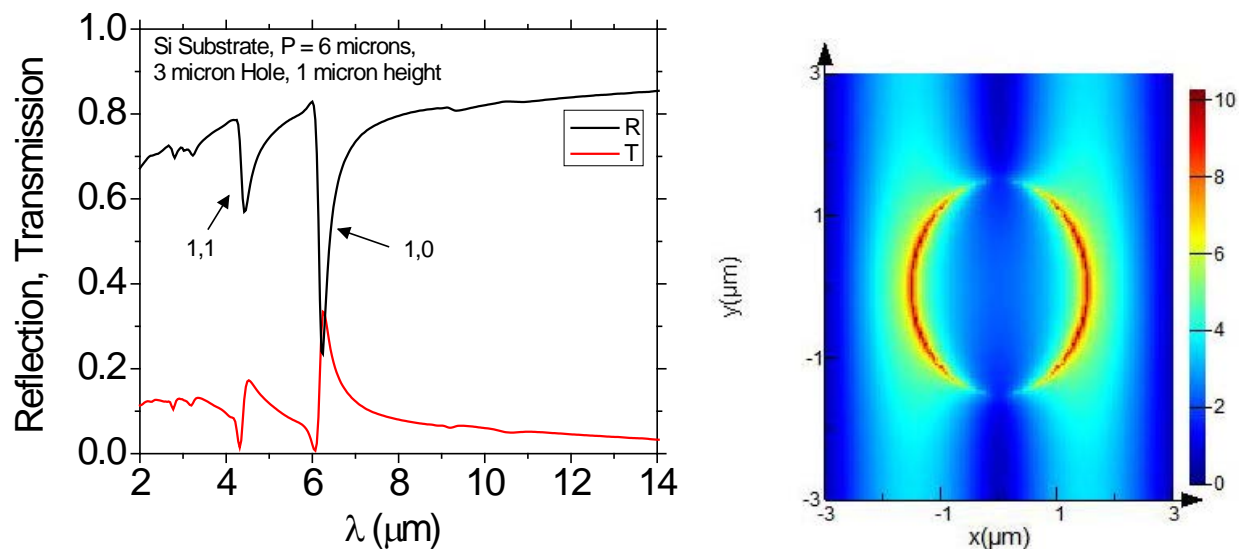 1.0
0.8
0.6
0.4
0.2
0.0
Reflection, Transmission
Si Substrate, P = 6 microns,
3 micron Hole, 1 micron height
R
T
1,1
1,0
2 4 6 8 10 12 14
λ (μm)
3
1
-1
-3
y(μm)
-3 -1 1 3
x(μm)
10
8
6
4
2
0